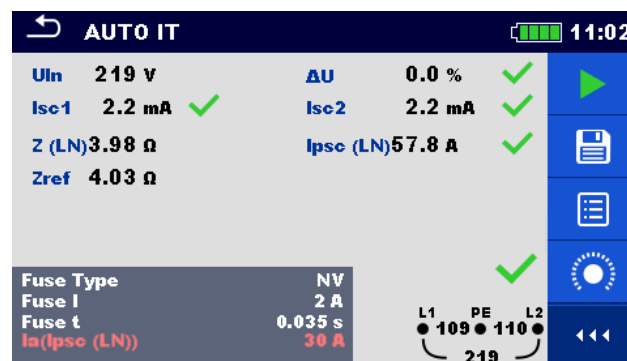 AUTO IT 11:02
Uln 219 V ΔU 0.0 %
Isc1 2.2 mA Isc2 2.2 mA
Z (LN)3.98 Ω Ipsc (LN)57.8 A
Zref 4.03 Ω
Fuse Type NV
Fuse I 2 A
Fuse t 0.035 s
Ia(Ipsc (LN)) 30 A
L1 PE L2
109 110
219